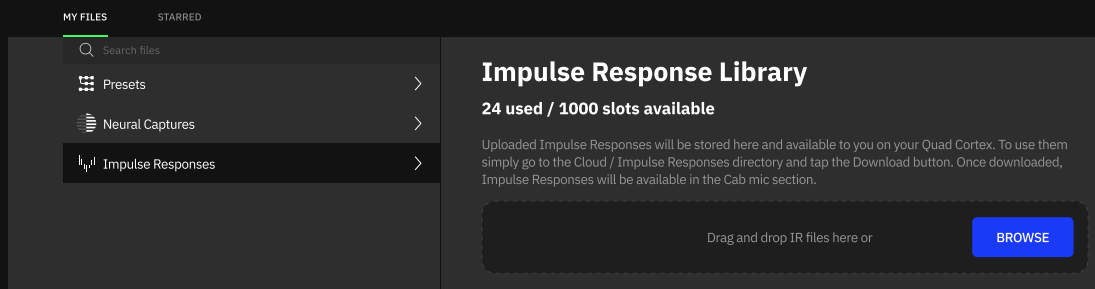 MY FILES
STARRED
Search files
Presets
Neural Captures
Impulse Responses
Impulse Response Library
24 used / 1000 slots available
Uploaded Impulse Responses will be stored here and available to you on your Quad Cortex. To use them
simply go to the Cloud / Impulse Responses directory and tap the Download button. Once downloaded,
Impulse Responses will be available in the Cab mic section.
Drag and drop IR files here or
BROWSE